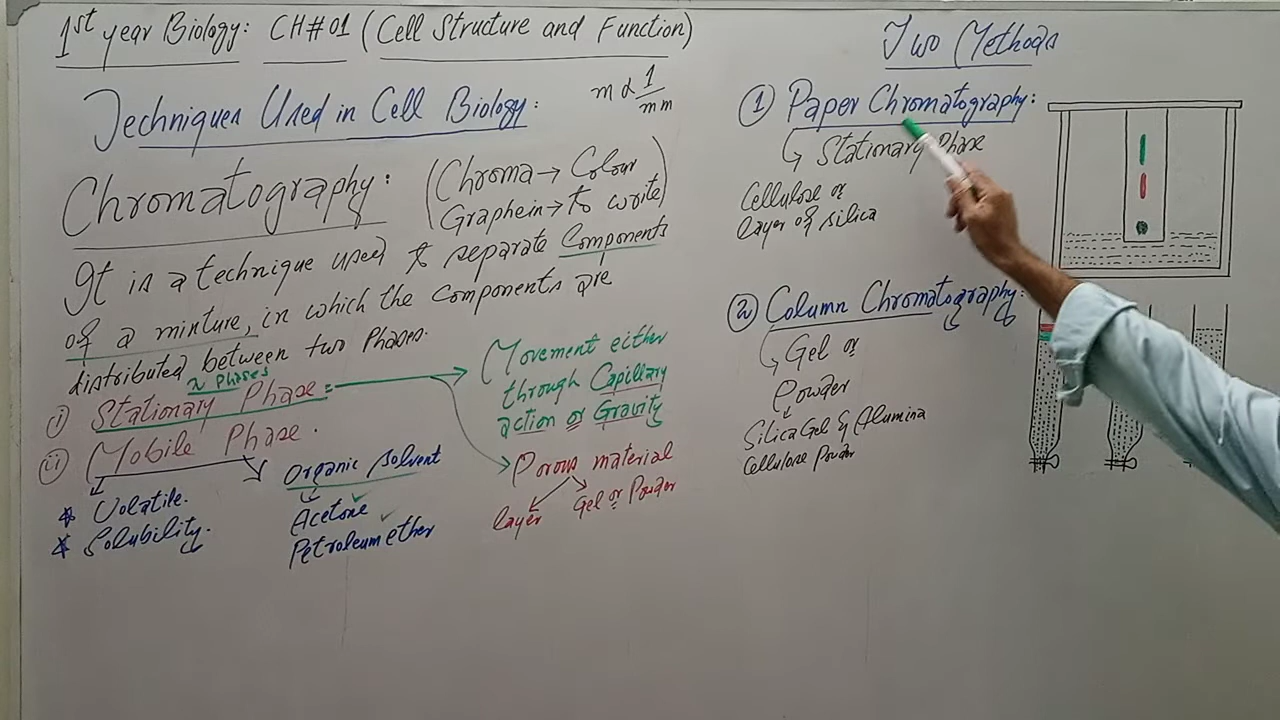 1st year Biology: CH#01 (Cell Structure and Function)
Techniques Used in Cell Biology:
m ∝ 1/mm
Chromatography: (Chroma → Colour
Graphein → to write)
It is a technique used to separate Components
of a mixture, in which the components are
distributed between two Phases.
2 Phases
i) Stationary Phase:
ii) Mobile Phase.
* Volatile.
* Solubility.
Organic Solvent
Acetone ✓
Petroleum ether ✓
(Movement either
through Capillary
action or Gravity
Porous material
layer
Gel or Powder
Two Methods
① Paper Chromatography:
Stationary Phase
Cellulose or
layer of silica
② Column Chromatography:
Gel or
Powder
Silica Gel & Alumina
Cellulose Powder